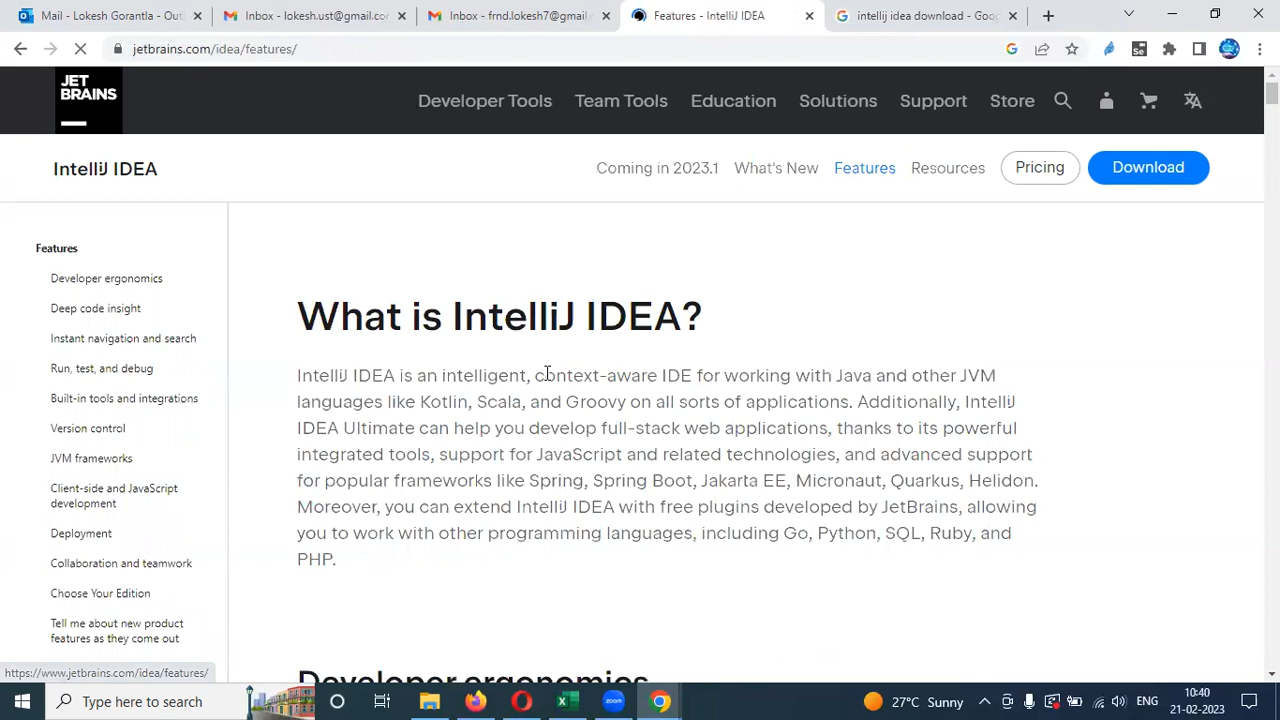 Mail - Lokesh Gorantla - Out
Inbox - lokesh.ust@gmail.co
Inbox - frnd.lokesh7@gmail
Features - IntelliJ IDEA
intellij idea download - Goo
jetbrains.com/idea/features/
JET
BRAINS
Developer Tools
Team Tools
Education
Solutions
Support
Store
IntelliJ IDEA
Coming in 2023.1
What's New
Features
Resources
Pricing
Download
Features
Developer ergonomics
Deep code insight
Instant navigation and search
Run, test, and debug
Built-in tools and integrations
Version control
JVM frameworks
Client-side and JavaScript
development
Deployment
Collaboration and teamwork
Choose Your Edition
Tell me about new product
features as they come out
What is IntelliJ IDEA?
IntelliJ IDEA is an intelligent, context-aware IDE for working with Java and other JVM
languages like Kotlin, Scala, and Groovy on all sorts of applications. Additionally, IntelliJ
IDEA Ultimate can help you develop full-stack web applications, thanks to its powerful
integrated tools, support for JavaScript and related technologies, and advanced support
for popular frameworks like Spring, Spring Boot, Jakarta EE, Micronaut, Quarkus, Helidon.
Moreover, you can extend IntelliJ IDEA with free plugins developed by JetBrains, allowing
you to work with other programming languages, including Go, Python, SQL, Ruby, and
PHP.
Developer ergonomics
https://www.jetbrains.com/idea/features/
Type here to search
zoom
27°C Sunny
ENG
10:40
21-02-2023